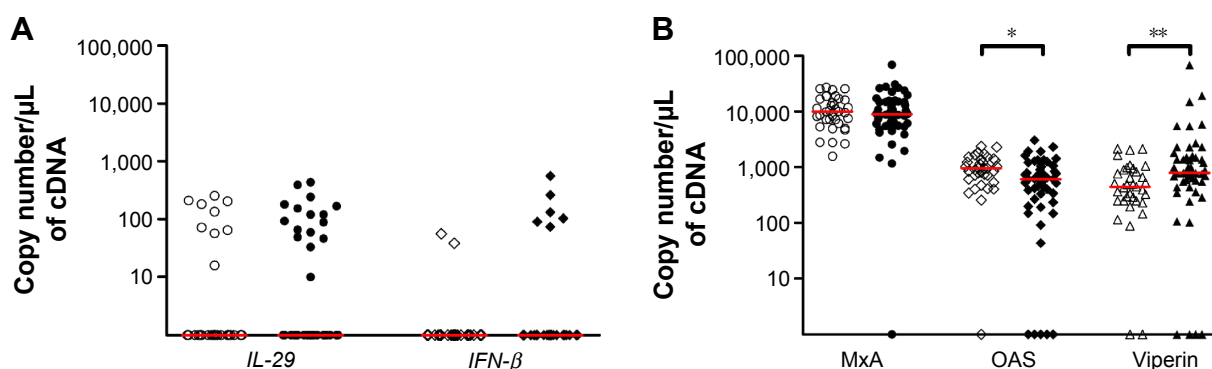 A
Copy number/μL
of cDNA
100,000
10,000
1,000
100
10
IL-29
IFN-β
B
Copy number/μL
of cDNA
100,000
10,000
1,000
100
10
*
**
MxA
OAS
Viperin